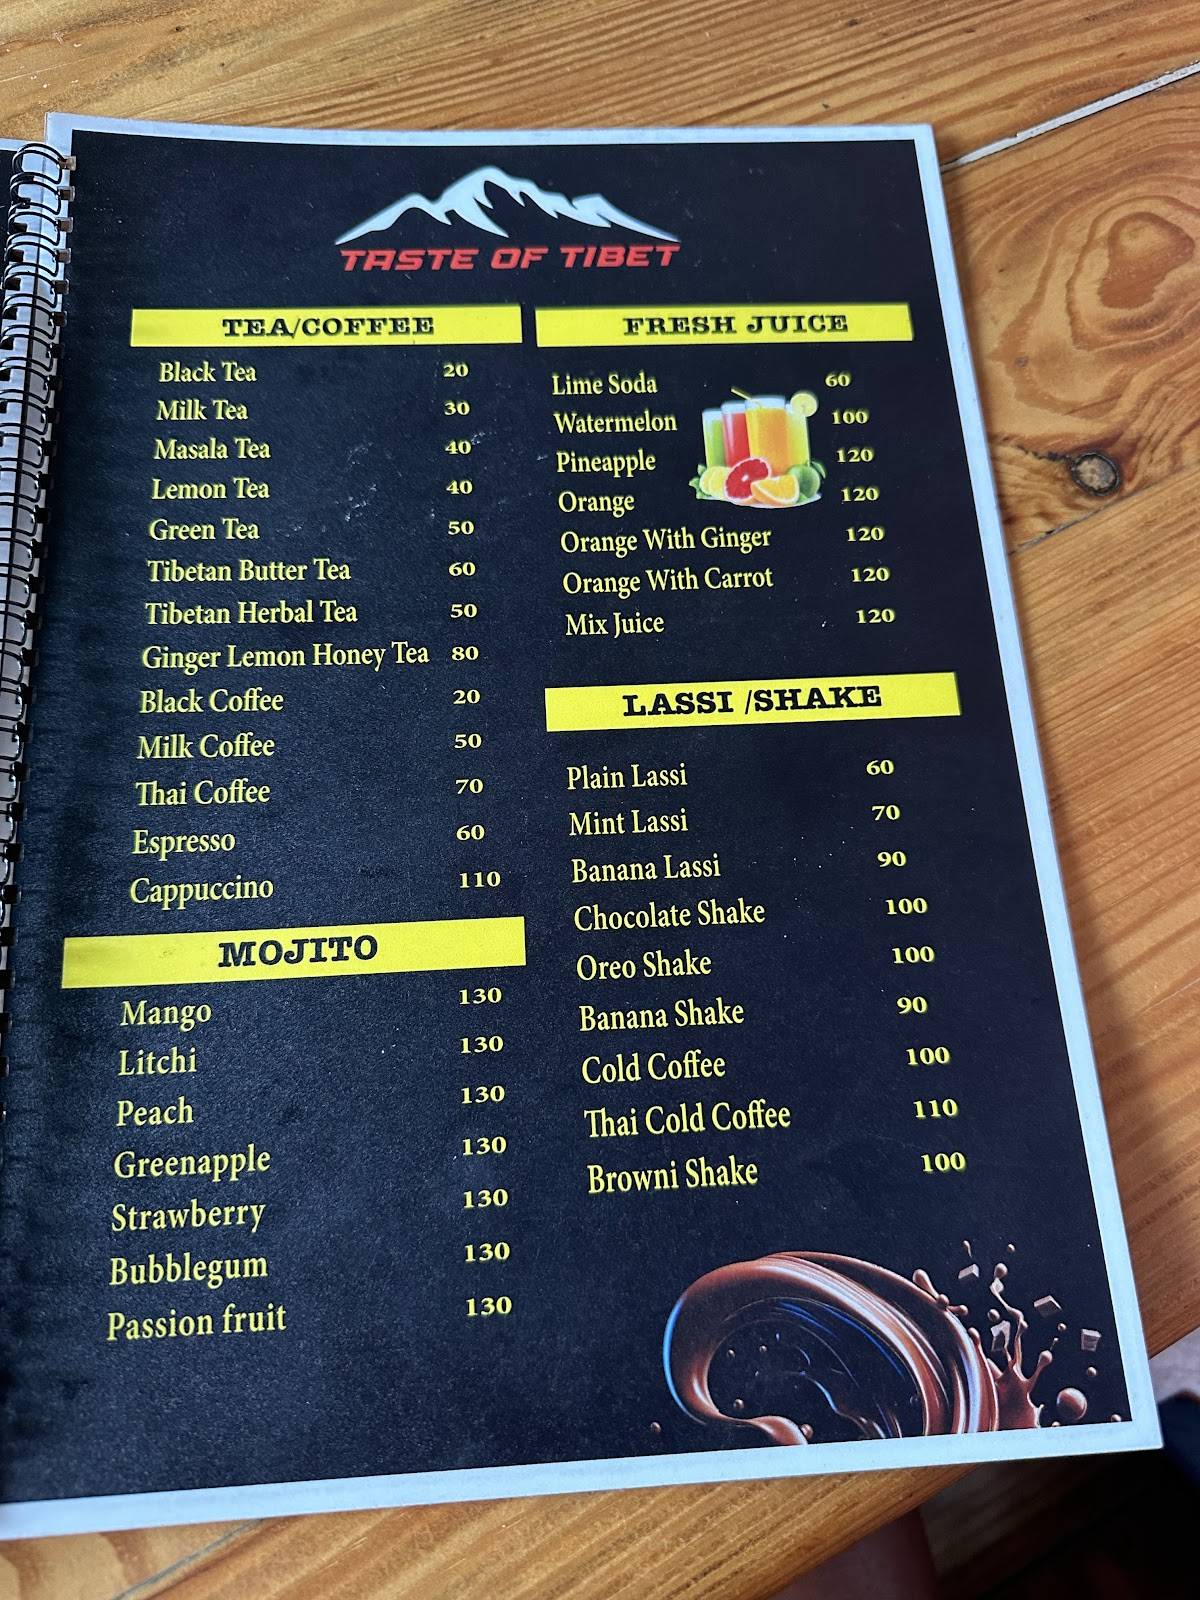 TASTE OF TIBET
TEA/COFFEE
Black Tea 20
Milk Tea 30
Masala Tea 40
Lemon Tea 40
Green Tea 50
Tibetan Butter Tea 60
Tibetan Herbal Tea 50
Ginger Lemon Honey Tea 80
Black Coffee 20
Milk Coffee 50
Thai Coffee 70
Espresso 60
Cappuccino 110
MOJITO
Mango 130
Litchi 130
Peach 130
Greenapple 130
Strawberry 130
Bubblegum 130
Passion fruit 130
FRESH JUICE
Lime Soda 60
Watermelon 100
Pineapple 120
Orange 120
Orange With Ginger 120
Orange With Carrot 120
Mix Juice 120
LASSI /SHAKE
Plain Lassi 60
Mint Lassi 70
Banana Lassi 90
Chocolate Shake 100
Oreo Shake 100
Banana Shake 90
Cold Coffee 100
Thai Cold Coffee 110
Browni Shake 100